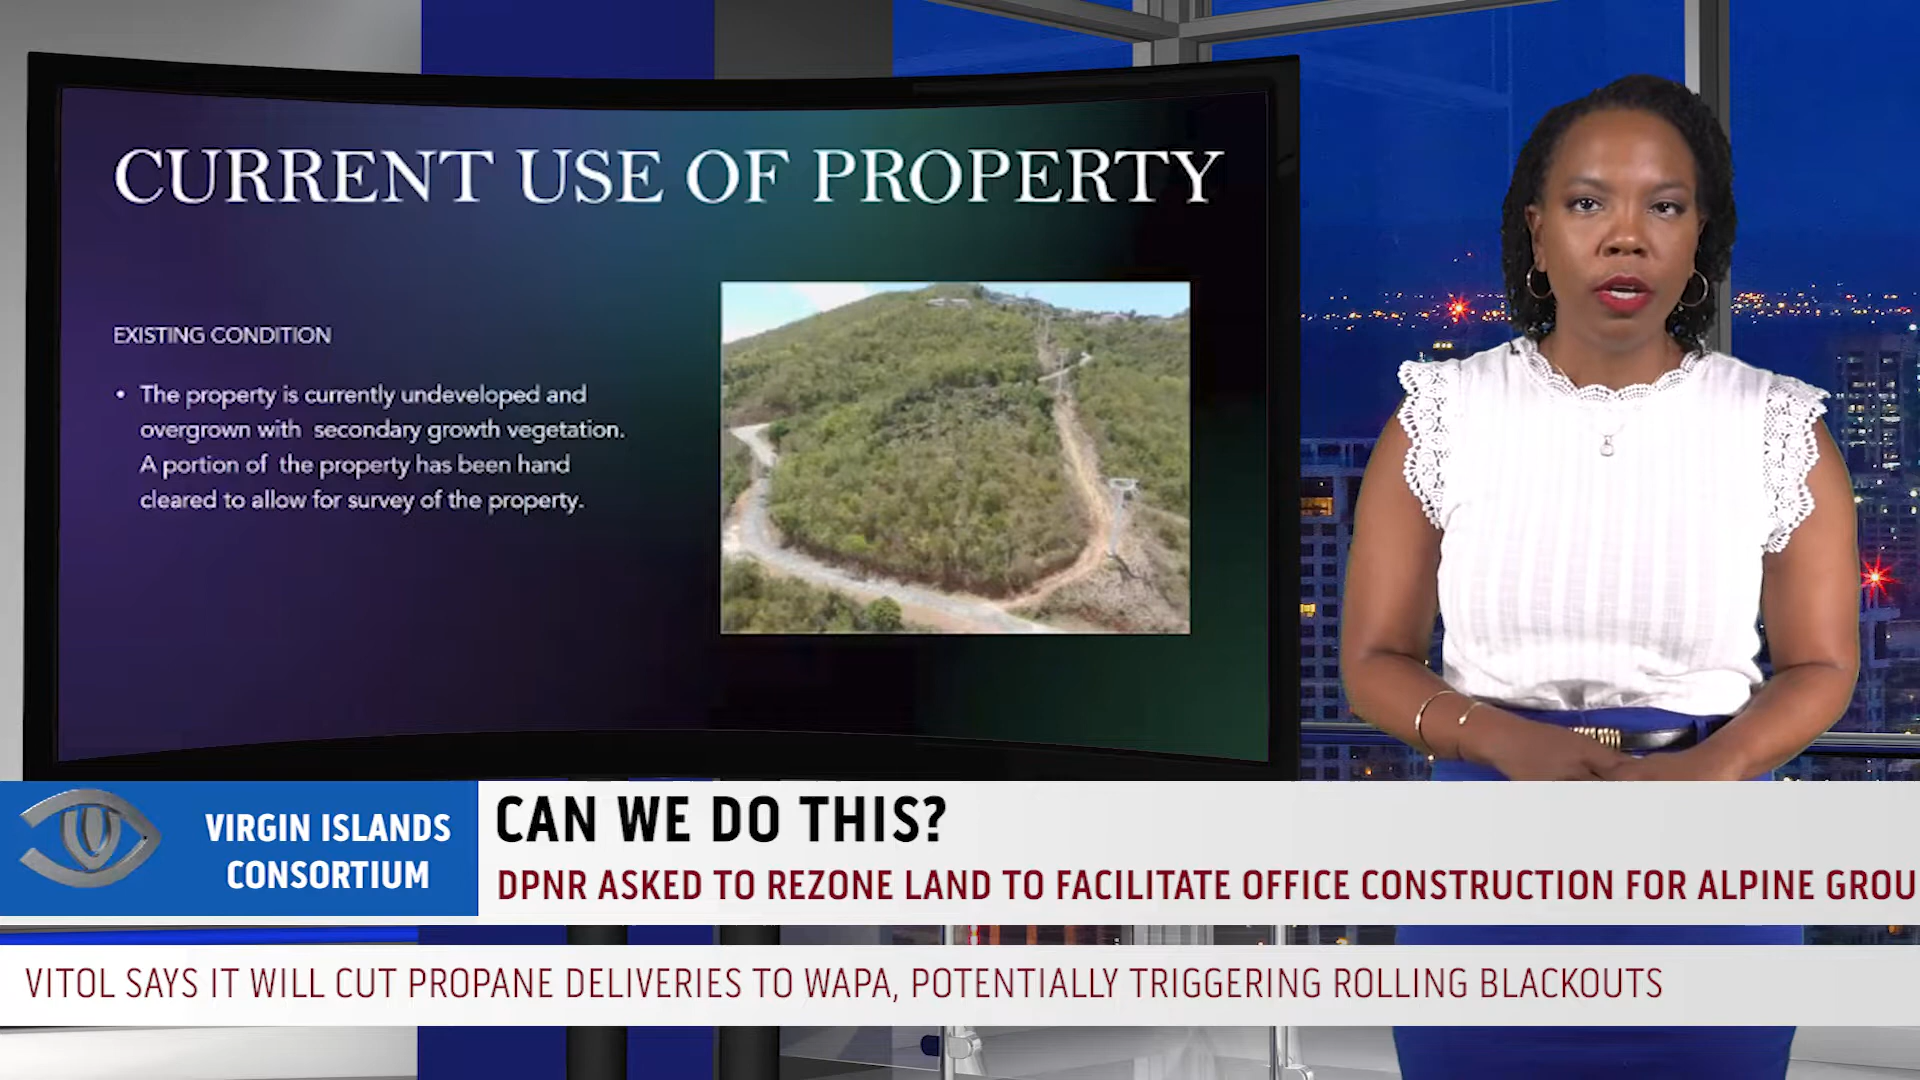 CURRENT USE OF PROPERTY
EXISTING CONDITION
• The property is currently undeveloped and
overgrown with secondary growth vegetation.
A portion of the property has been hand
cleared to allow for survey of the property.
VIRGIN ISLANDS
CONSORTIUM
CAN WE DO THIS?
DPNR ASKED TO REZONE LAND TO FACILITATE OFFICE CONSTRUCTION FOR ALPINE GROU
VITOL SAYS IT WILL CUT PROPANE DELIVERIES TO WAPA, POTENTIALLY TRIGGERING ROLLING BLACKOUTS